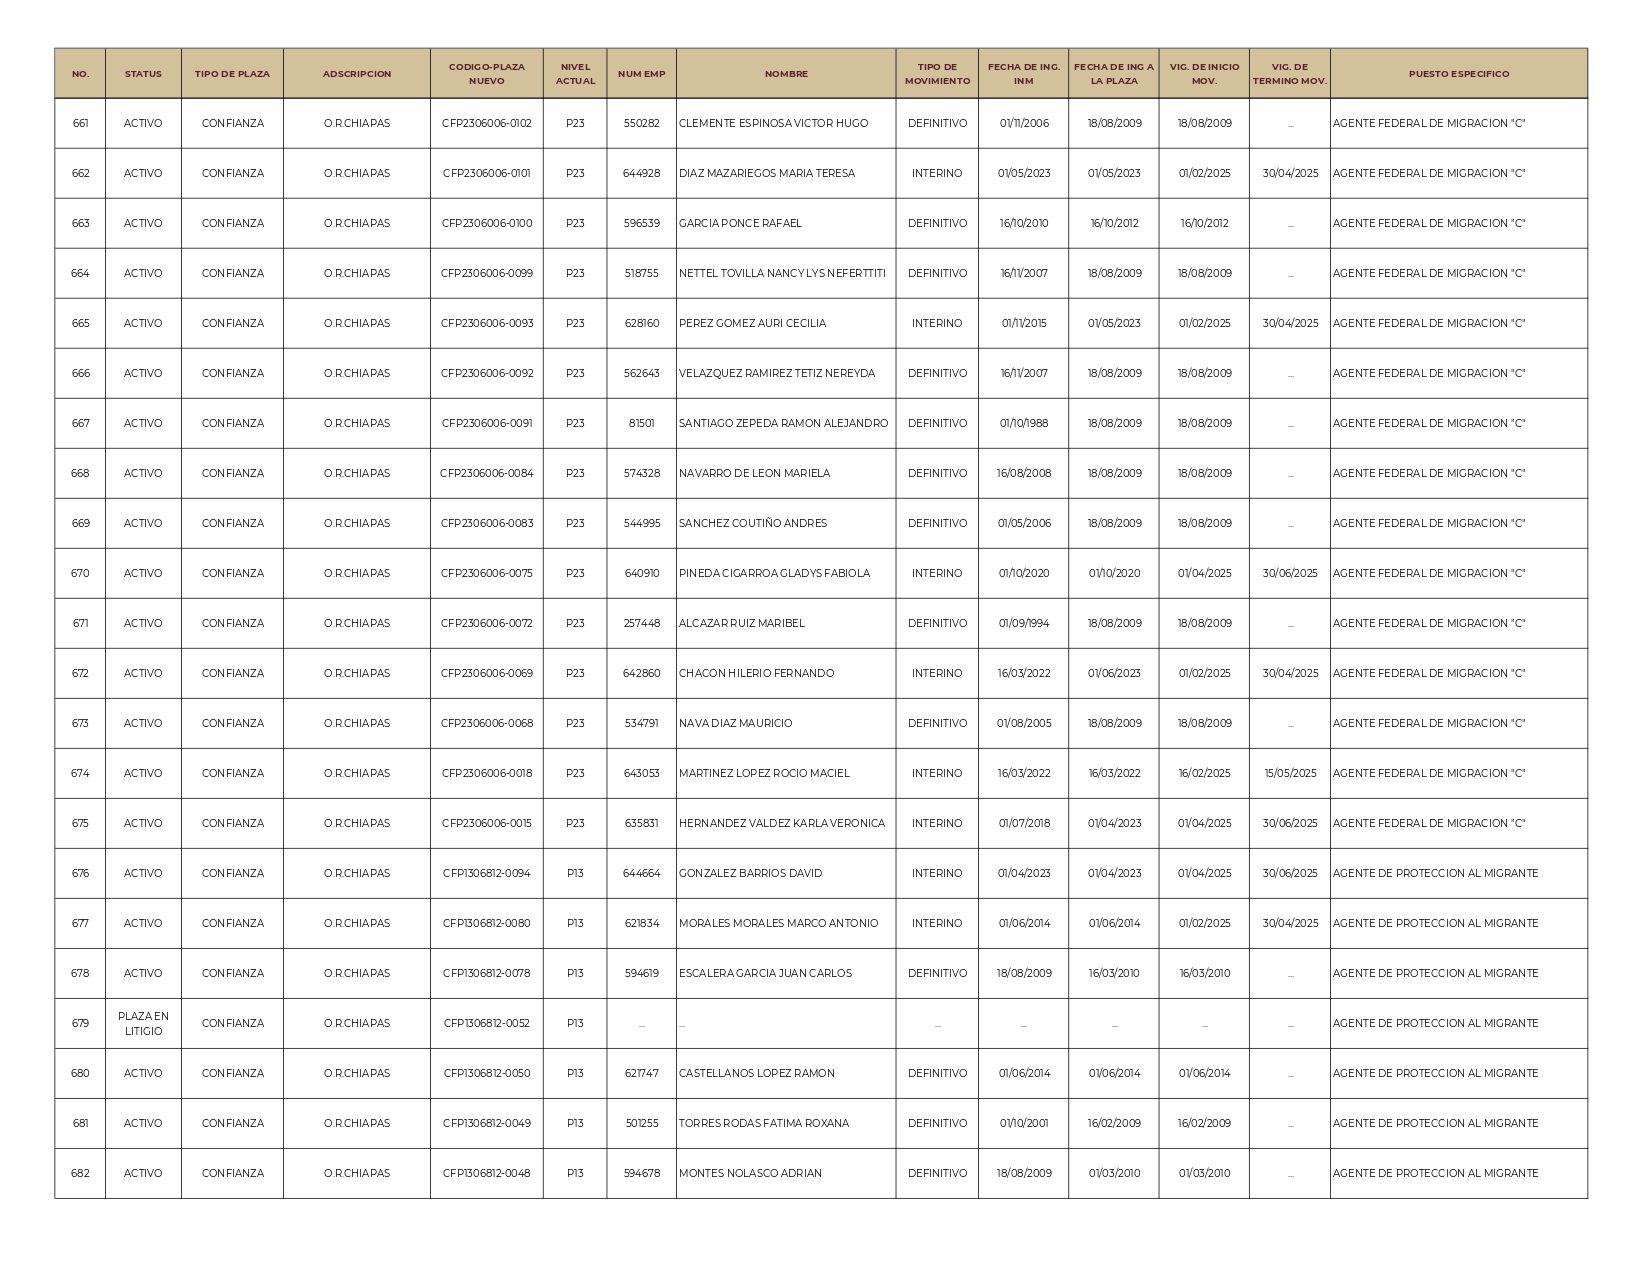 NO. STATUS TIPO DE PLAZA ADSCRIPCION CODIGO-PLAZA NUEVO NIVEL ACTUAL NUM EMP NOMBRE TIPO DE MOVIMIENTO FECHA DE ING. INM FECHA DE ING A LA PLAZA VIG. DE INICIO MOV. VIG. DE TERMINO MOV. PUESTO ESPECIFICO
661 ACTIVO CONFIANZA O.R.CHIAPAS CFP2306006-0102 P23 550282 CLEMENTE ESPINOSA VICTOR HUGO DEFINITIVO 01/11/2006 18/08/2009 18/08/2009 ... AGENTE FEDERAL DE MIGRACION "C"
662 ACTIVO CONFIANZA O.R.CHIAPAS CFP2306006-0101 P23 644928 DIAZ MAZARIEGOS MARIA TERESA INTERINO 01/05/2023 01/05/2023 01/02/2025 30/04/2025 AGENTE FEDERAL DE MIGRACION "C"
663 ACTIVO CONFIANZA O.R.CHIAPAS CFP2306006-0100 P23 596539 GARCIA PONCE RAFAEL DEFINITIVO 16/10/2010 16/10/2012 16/10/2012 ... AGENTE FEDERAL DE MIGRACION "C"
664 ACTIVO CONFIANZA O.R.CHIAPAS CFP2306006-0099 P23 518755 NETTEL TOVILLA NANCY LYS NEFERTTITI DEFINITIVO 16/11/2007 18/08/2009 18/08/2009 ... AGENTE FEDERAL DE MIGRACION "C"
665 ACTIVO CONFIANZA O.R.CHIAPAS CFP2306006-0093 P23 628160 PEREZ GOMEZ AURI CECILIA INTERINO 01/11/2015 01/05/2023 01/02/2025 30/04/2025 AGENTE FEDERAL DE MIGRACION "C"
666 ACTIVO CONFIANZA O.R.CHIAPAS CFP2306006-0092 P23 562643 VELAZQUEZ RAMIREZ TETIZ NEREYDA DEFINITIVO 16/11/2007 18/08/2009 18/08/2009 ... AGENTE FEDERAL DE MIGRACION "C"
667 ACTIVO CONFIANZA O.R.CHIAPAS CFP2306006-0091 P23 81501 SANTIAGO ZEPEDA RAMON ALEJANDRO DEFINITIVO 01/10/1988 18/08/2009 18/08/2009 ... AGENTE FEDERAL DE MIGRACION "C"
668 ACTIVO CONFIANZA O.R.CHIAPAS CFP2306006-0084 P23 574328 NAVARRO DE LEON MARIELA DEFINITIVO 16/08/2008 18/08/2009 18/08/2009 ... AGENTE FEDERAL DE MIGRACION "C"
669 ACTIVO CONFIANZA O.R.CHIAPAS CFP2306006-0083 P23 544995 SANCHEZ COUTIÑO ANDRES DEFINITIVO 01/05/2006 18/08/2009 18/08/2009 ... AGENTE FEDERAL DE MIGRACION "C"
670 ACTIVO CONFIANZA O.R.CHIAPAS CFP2306006-0075 P23 640910 PINEDA CIGARROA GLADYS FABIOLA INTERINO 01/10/2020 01/10/2020 01/04/2025 30/06/2025 AGENTE FEDERAL DE MIGRACION "C"
671 ACTIVO CONFIANZA O.R.CHIAPAS CFP2306006-0072 P23 257448 ALCAZAR RUIZ MARIBEL DEFINITIVO 01/09/1994 18/08/2009 18/08/2009 ... AGENTE FEDERAL DE MIGRACION "C"
672 ACTIVO CONFIANZA O.R.CHIAPAS CFP2306006-0069 P23 642860 CHACON HILERIO FERNANDO INTERINO 16/03/2022 01/06/2023 01/02/2025 30/04/2025 AGENTE FEDERAL DE MIGRACION "C"
673 ACTIVO CONFIANZA O.R.CHIAPAS CFP2306006-0068 P23 534791 NAVA DIAZ MAURICIO DEFINITIVO 01/08/2005 18/08/2009 18/08/2009 ... AGENTE FEDERAL DE MIGRACION "C"
674 ACTIVO CONFIANZA O.R.CHIAPAS CFP2306006-0018 P23 643053 MARTINEZ LOPEZ ROCIO MACIEL INTERINO 16/03/2022 16/03/2022 16/02/2025 15/05/2025 AGENTE FEDERAL DE MIGRACION "C"
675 ACTIVO CONFIANZA O.R.CHIAPAS CFP2306006-0015 P23 635831 HERNANDEZ VALDEZ KARLA VERONICA INTERINO 01/07/2018 01/04/2023 01/04/2025 30/06/2025 AGENTE FEDERAL DE MIGRACION "C"
676 ACTIVO CONFIANZA O.R.CHIAPAS CFP1306812-0094 P13 644664 GONZALEZ BARRIOS DAVID INTERINO 01/04/2023 01/04/2023 01/04/2025 30/06/2025 AGENTE DE PROTECCION AL MIGRANTE
677 ACTIVO CONFIANZA O.R.CHIAPAS CFP1306812-0080 P13 621834 MORALES MORALES MARCO ANTONIO INTERINO 01/06/2014 01/06/2014 01/02/2025 30/04/2025 AGENTE DE PROTECCION AL MIGRANTE
678 ACTIVO CONFIANZA O.R.CHIAPAS CFP1306812-0078 P13 594619 ESCALERA GARCIA JUAN CARLOS DEFINITIVO 18/08/2009 16/03/2010 16/03/2010 ... AGENTE DE PROTECCION AL MIGRANTE
679 PLAZA EN LITIGIO CONFIANZA O.R.CHIAPAS CFP1306812-0052 P13 ... ... ... ... ... ... ... AGENTE DE PROTECCION AL MIGRANTE
680 ACTIVO CONFIANZA O.R.CHIAPAS CFP1306812-0050 P13 621747 CASTELLANOS LOPEZ RAMON DEFINITIVO 01/06/2014 01/06/2014 01/06/2014 ... AGENTE DE PROTECCION AL MIGRANTE
681 ACTIVO CONFIANZA O.R.CHIAPAS CFP1306812-0049 P13 501255 TORRES RODAS FATIMA ROXANA DEFINITIVO 01/10/2001 16/02/2009 16/02/2009 ... AGENTE DE PROTECCION AL MIGRANTE
682 ACTIVO CONFIANZA O.R.CHIAPAS CFP1306812-0048 P13 594678 MONTES NOLASCO ADRIAN DEFINITIVO 18/08/2009 01/03/2010 01/03/2010 ... AGENTE DE PROTECCION AL MIGRANTE